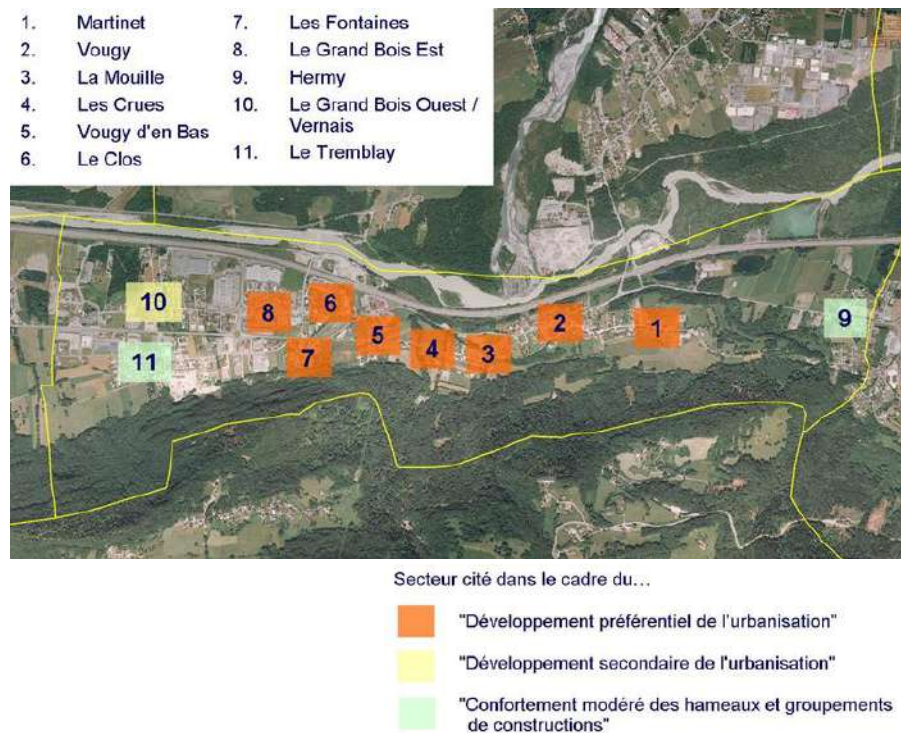 1. Martinet
2. Vougy
3. La Mouille
4. Les Crues
5. Vougy d'en Bas
6. Le Clos
7. Les Fontaines
8. Le Grand Bois Est
9. Hermy
10. Le Grand Bois Ouest /
Vernais
11. Le Tremblay
10
8
6
5
2
1
9
11
7
4
3
Secteur cité dans le cadre du...
"Développement préférentiel de l'urbanisation"
"Développement secondaire de l'urbanisation"
"Confortement modéré des hameaux et groupements
de constructions"